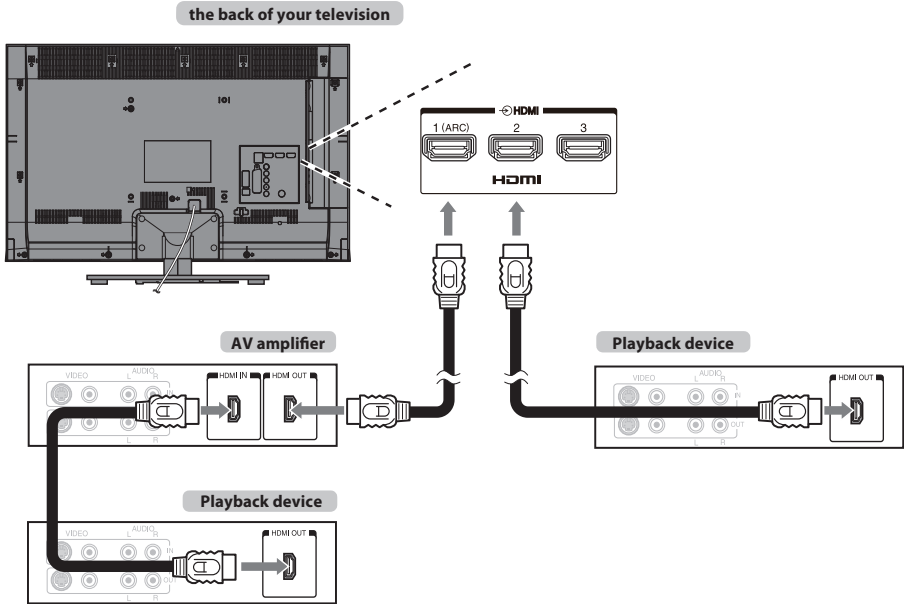 the back of your television
HDMI
1 (ARC) 2 3
HDMI
AV amplifier
VIDEO
AUDIO
L R
HDMI IN
HDMI OUT
IN
L R
Playback device
VIDEO
AUDIO
L R
HDMI OUT
IN
OUT
L R
Playback device
VIDEO
AUDIO
L R
HDMI OUT
IN
OUT
L R